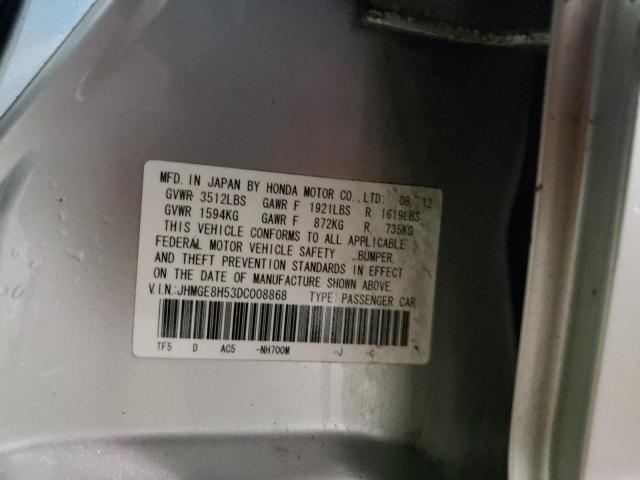 MFD. IN JAPAN BY HONDA MOTOR CO., LTD: 08 12
GVWR 3512LBS GAWR F 1921LBS R 1619LBS
GVWR 1594KG GAWR F 872KG R 735KG
THIS VEHICLE CONFORMS TO ALL APPLICABLE
FEDERAL MOTOR VEHICLE SAFETY BUMPER,
AND THEFT PREVENTION STANDARDS IN EFFECT
ON THE DATE OF MANUFACTURE SHOWN ABOVE.
V.I.N:JHMGE8H53DC008868 TYPE: PASSENGER CAR
TF5 D AC5 -NH700M -J -C